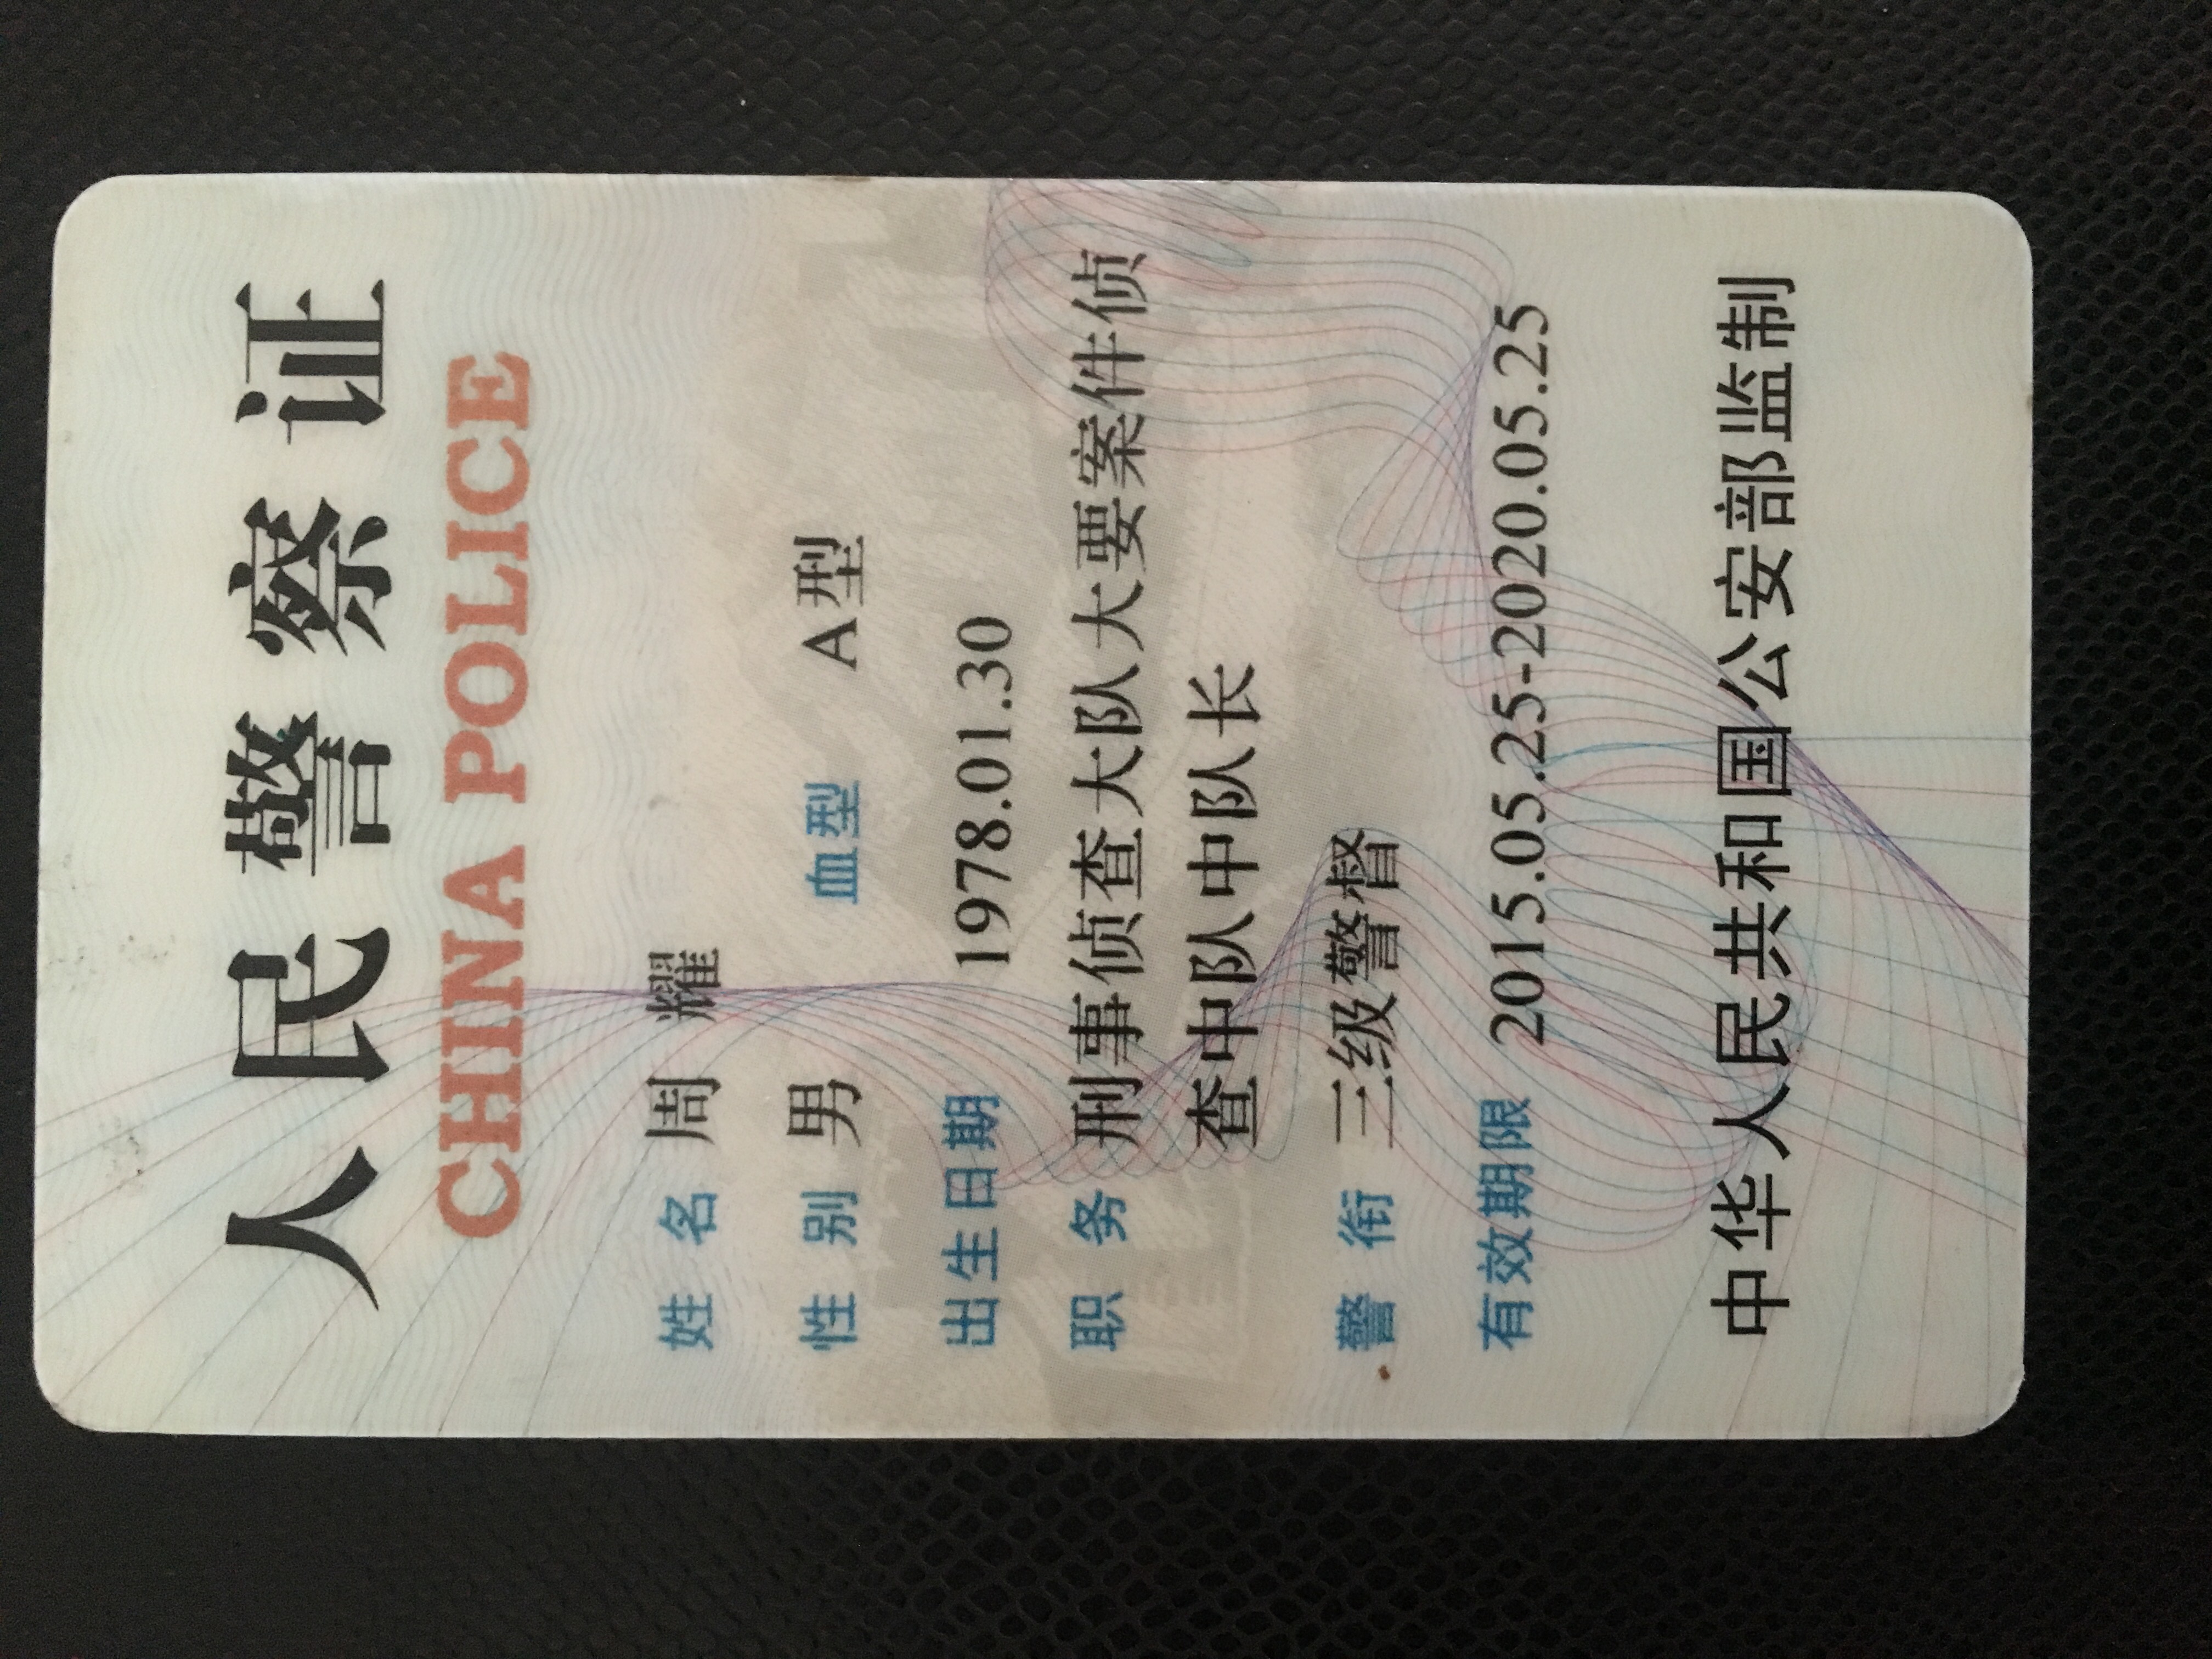 人民警察证
CHINA POLICE
姓 名 周 耀
性 别 男 血型 A型
出生日期 1978.01.30
职 务 刑事侦查大队大要案件侦
查中队中队长
警 衔 三级警督
有效期限 2015.05.25-2020.05.25
中华人民共和国公安部监制